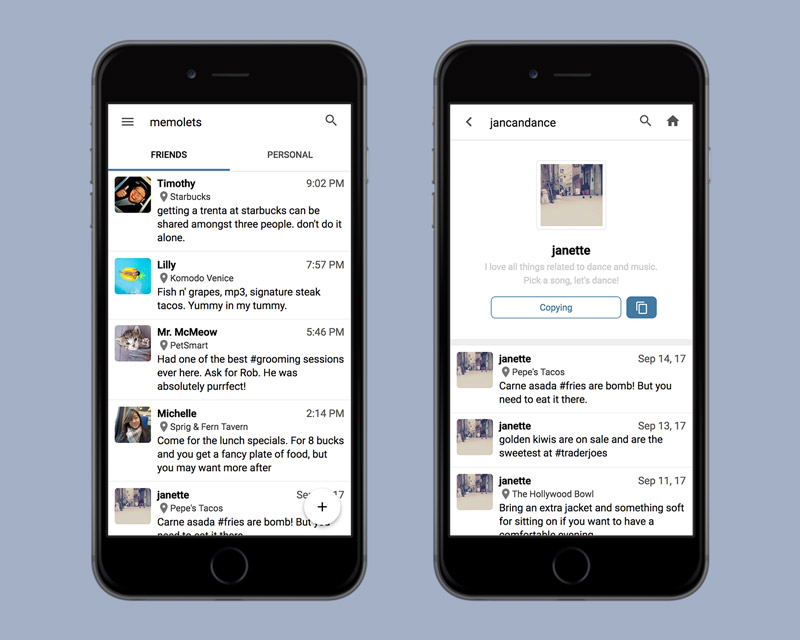 memolets
FRIENDS
PERSONAL
Timothy
9:02 PM
Starbucks
getting a trenta at starbucks can be
shared amongst three people. don't do it
alone.
Lilly
7:57 PM
Komodo Venice
Fish n' grapes, mp3, signature steak
tacos. Yummy in my tummy.
Mr. McMeow
5:46 PM
PetSmart
Had one of the best #grooming sessions
ever here. Ask for Rob. He was
absolutely purrfect!
Michelle
2:14 PM
Sprig & Fern Tavern
Come for the lunch specials. For 8 bucks
and you get a fancy plate of food, but
you may want more after
janette
17
Pepe's Tacos
Carne asada #fries are bomb! But you
need to eat it there.
jancandance
janette
I love all things related to dance and music.
Pick a song, let's dance!
Copying
janette
Sep 14, 17
Pepe's Tacos
Carne asada #fries are bomb! But you
need to eat it there.
janette
Sep 13, 17
golden kiwis are on sale and are the
sweetest at #traderjoes
janette
Sep 11, 17
The Hollywood Bowl
Bring an extra jacket and something soft
for sitting on if you want to have a
comfortable evening